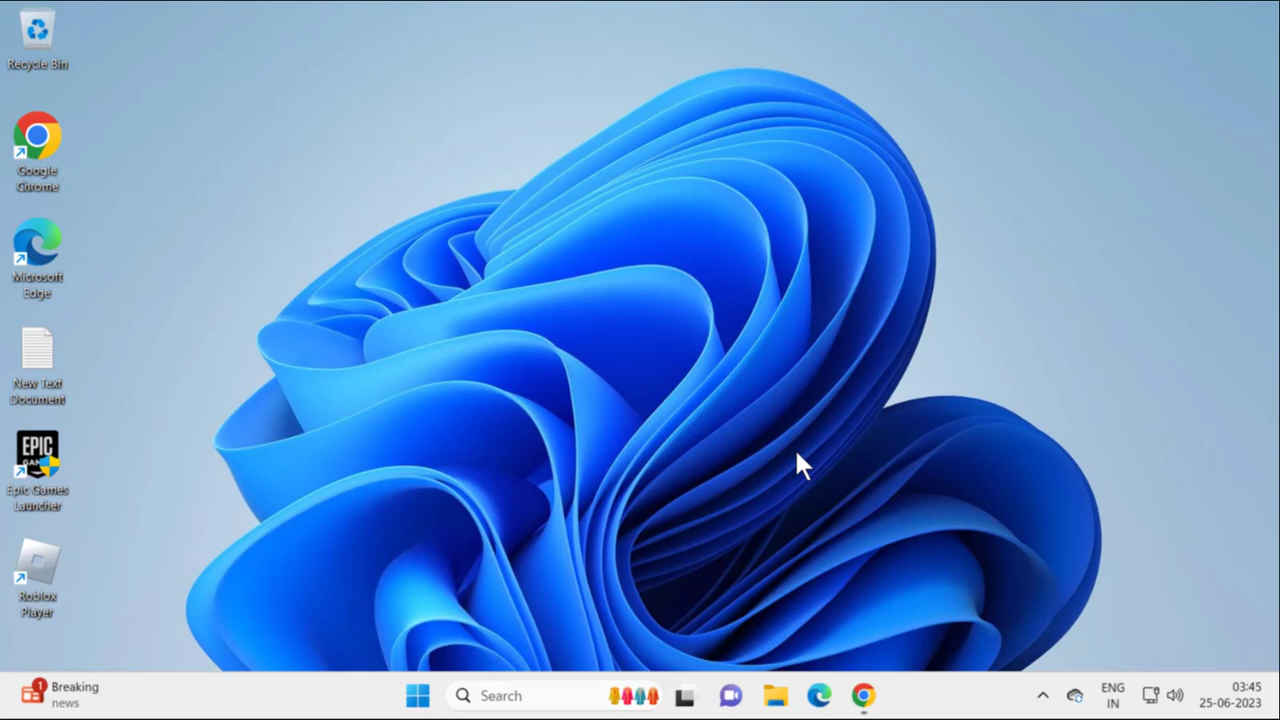 Recycle Bin
Google
Chrome
Microsoft
Edge
New Text
Document
EPIC
Epic Games
Launcher
Roblox
Player
1
Breaking
news
Search
ENG
IN
03:45
25-06-2023